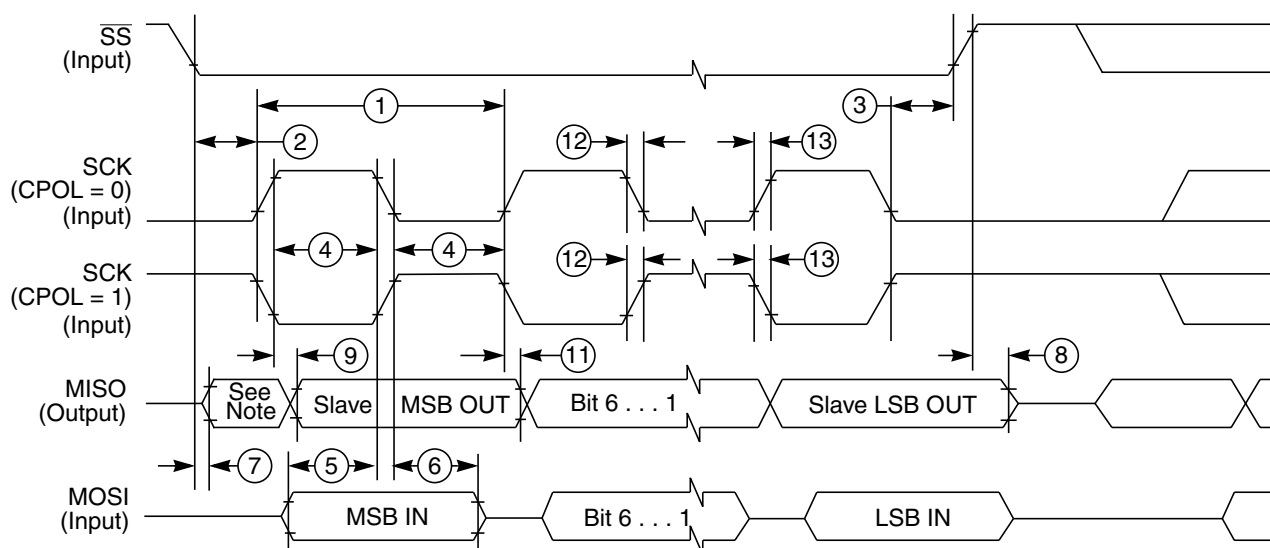 SS
(Input)
1
3
2
12
13
SCK
(CPOL = 0)
(Input)
4
4
SCK
(CPOL = 1)
(Input)
12
13
9
11
8
MISO
(Output)
See
Note
Slave
MSB OUT
Bit 6 . . . 1
Slave LSB OUT
7
5
6
MOSI
(Input)
MSB IN
Bit 6 . . . 1
LSB IN